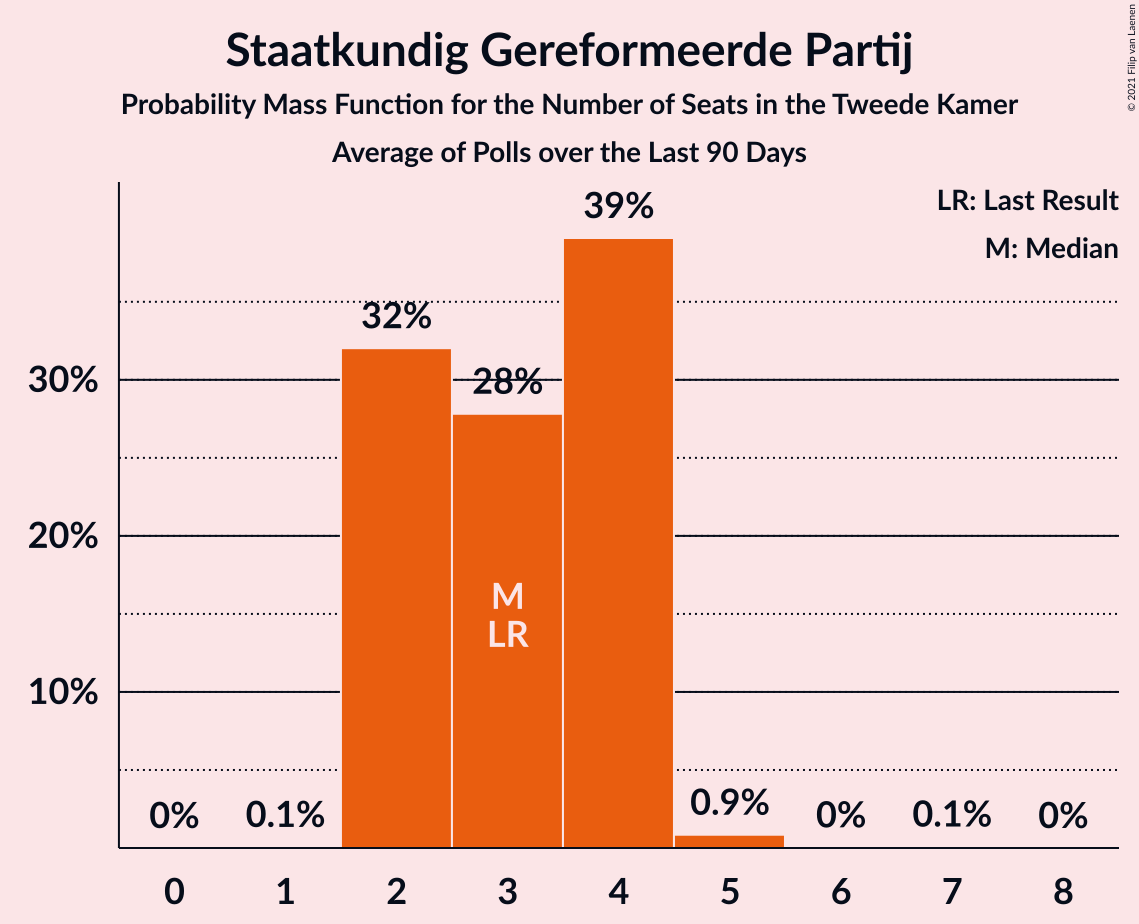 Staatkundig Gereformeerde Partij
Probability Mass Function for the Number of Seats in the Tweede Kamer
Average of Polls over the Last 90 Days
© 2021 Filip van Laenen
LR: Last Result
M: Median
39%
32%
28%
30%
20%
10%
M
LR
0%
0.1%
0.9%
0%
0.1%
0%
0 1 2 3 4 5 6 7 8